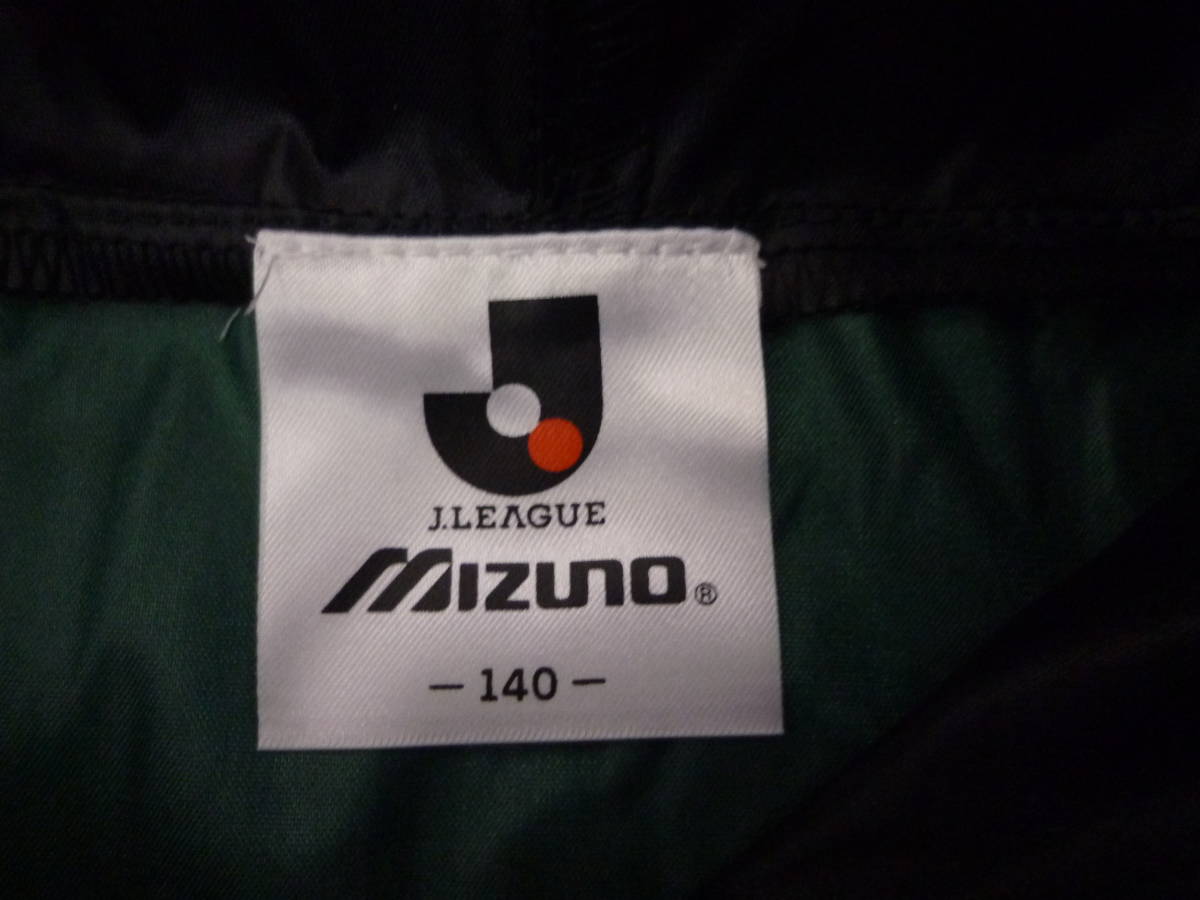 J.LEAGUE
MIZUNO®
— 140 —